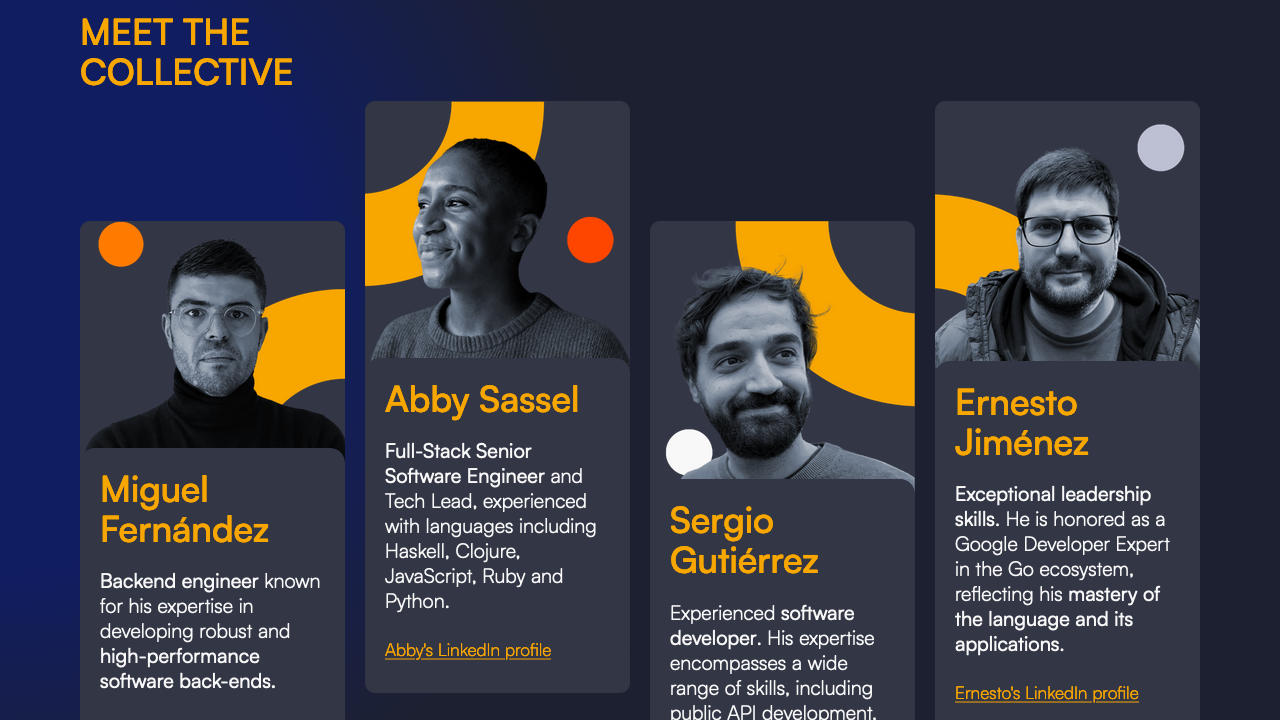 MEET THE
COLLECTIVE
Miguel
Fernández
Backend engineer known
for his expertise in
developing robust and
high-performance
software back-ends.
Abby Sassel
Full-Stack Senior
Software Engineer and
Tech Lead, experienced
with languages including
Haskell, Clojure,
JavaScript, Ruby and
Python.
Abby's LinkedIn profile
Sergio
Gutiérrez
Experienced software
developer. His expertise
encompasses a wide
range of skills, including
public API development,
Ernesto
Jiménez
Exceptional leadership
skills. He is honored as a
Google Developer Expert
in the Go ecosystem,
reflecting his mastery of
the language and its
applications.
Ernesto's LinkedIn profile